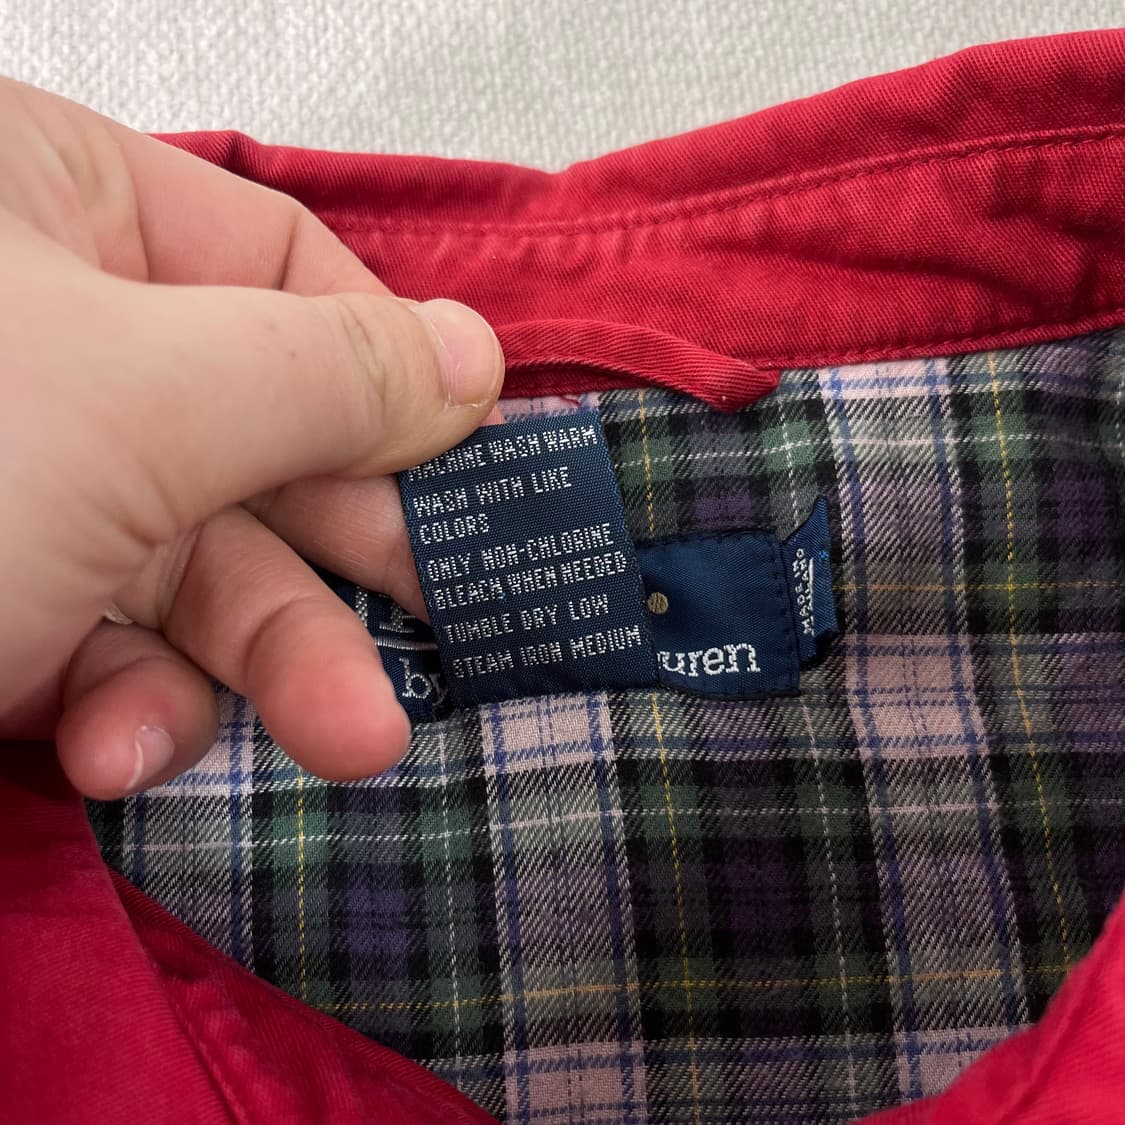 MACHINE WASH WARM
WASH WITH LIKE
COLORS
ONLY NON-CHLORINE
BLEACH WHEN NEEDED
TUMBLE DRY LOW
STEAM IRON MEDIUM
by
uren